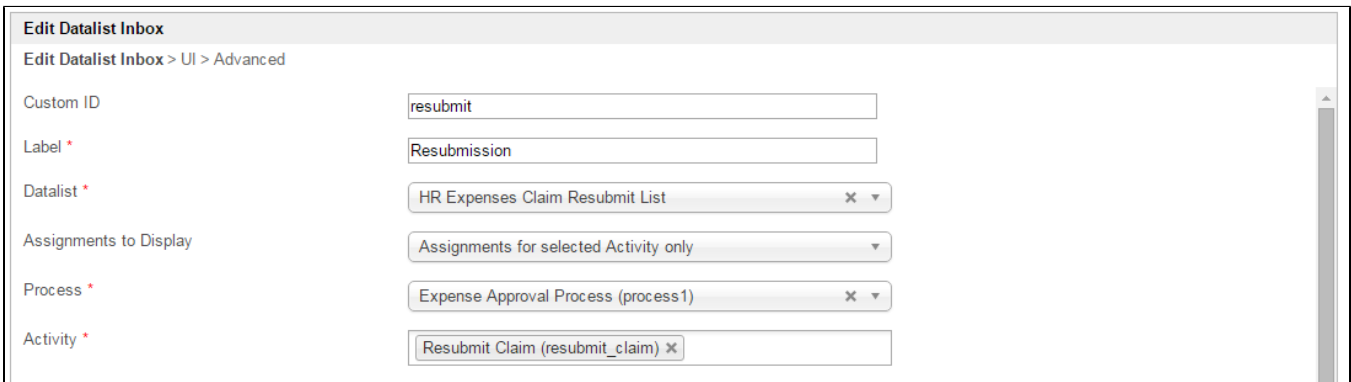 Edit Datalist Inbox
Edit Datalist Inbox > UI > Advanced
Custom ID resubmit
Label * Resubmission
Datalist * HR Expenses Claim Resubmit List
Assignments to Display Assignments for selected Activity only
Process * Expense Approval Process (process1)
Activity * Resubmit Claim (resubmit_claim)